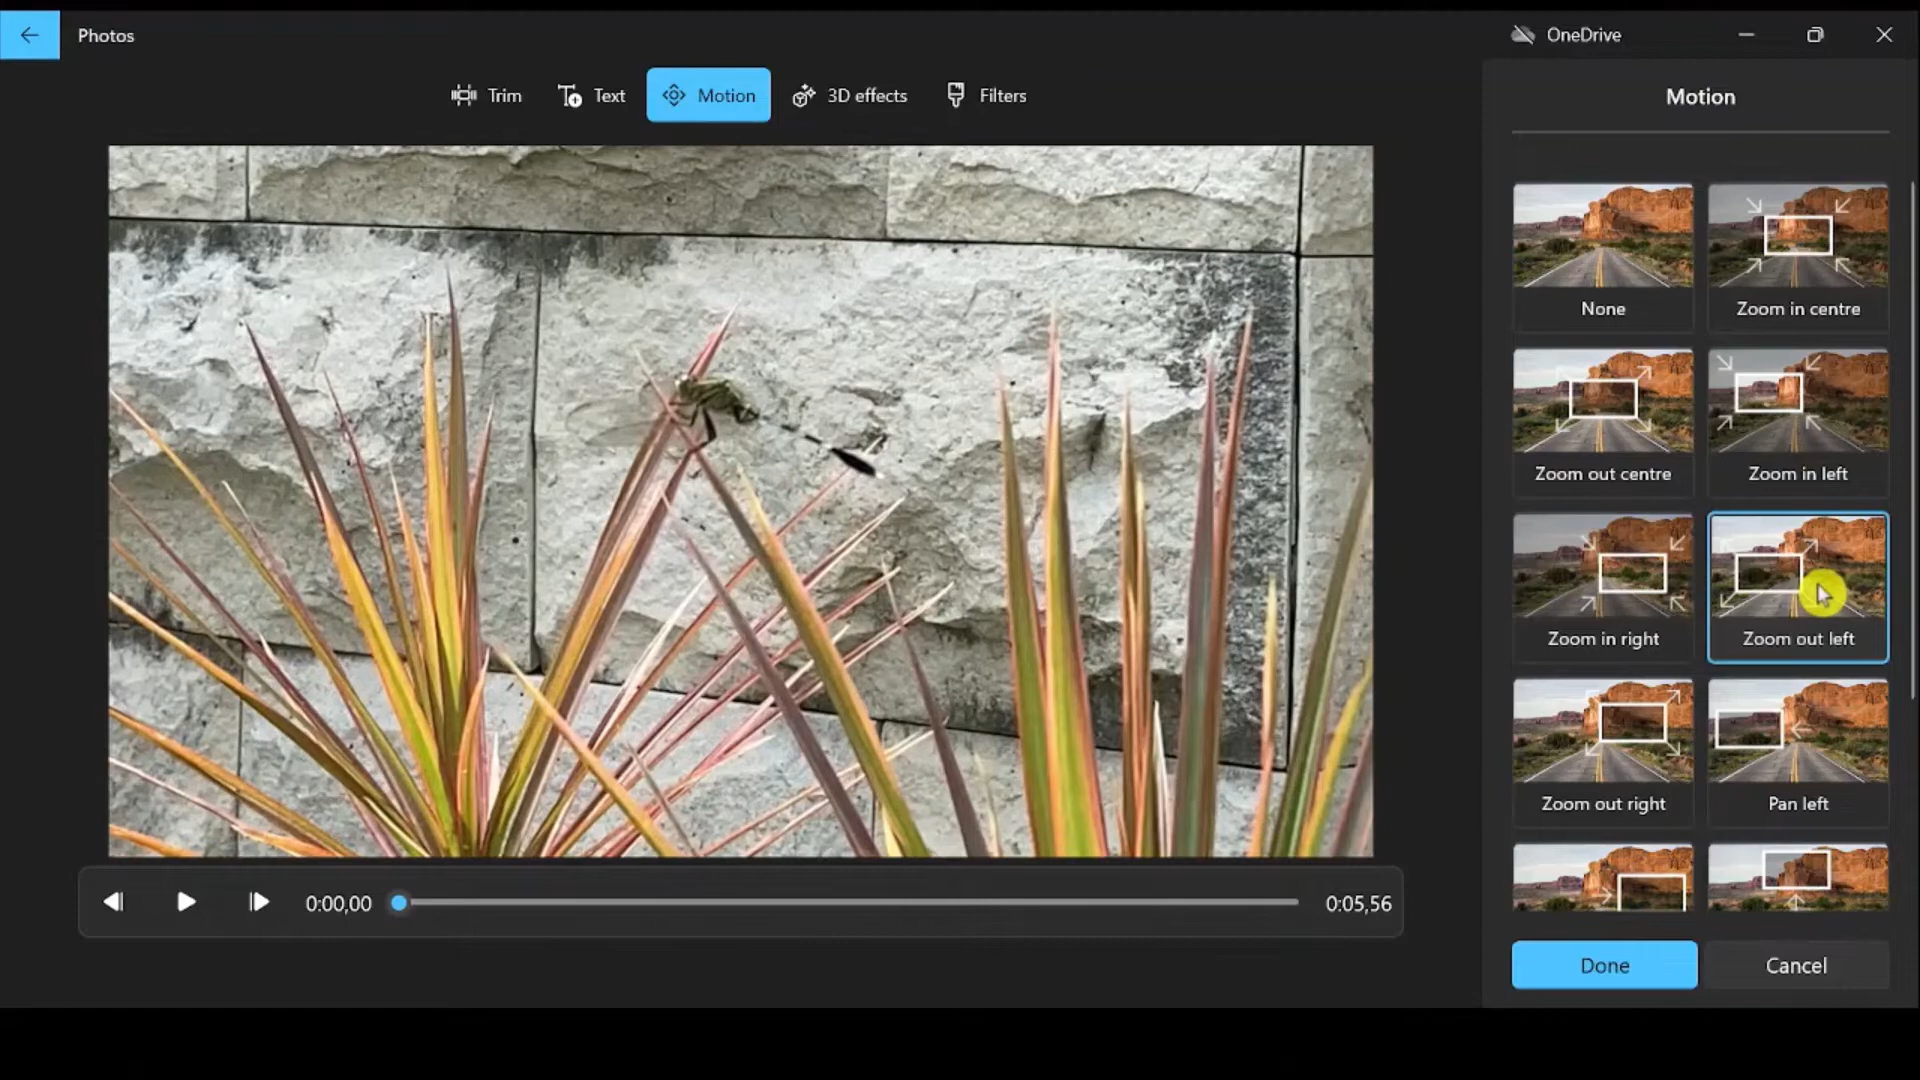 Photos
OneDrive
Trim
Text
Motion
3D effects
Filters
Motion
None
Zoom in centre
Zoom out centre
Zoom in left
Zoom in right
Zoom out left
Zoom out right
Pan left
0:00,00
0:05,56
Done
Cancel